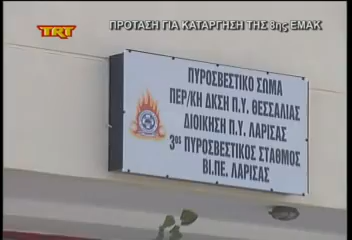 TRT
ΠΡΟΤΑΣΗ ΓΙΑ ΚΑΤΑΡΓΗΣΗ ΤΗΣ 8ης ΕΜΑΚ
ΠΥΡΟΣΒΕΣΤΙΚΟ ΣΩΜΑ
ΠΕΡ/ΚΗ ΔΚΣΗ Π.Υ. ΘΕΣΣΑΛΙΑΣ
ΔΙΟΙΚΗΣΗ Π.Υ. ΛΑΡΙΣΑΣ
3ος ΠΥΡΟΣΒΕΣΤΙΚΟΣ ΣΤΑΘΜΟΣ
ΒΙ.ΠΕ. ΛΑΡΙΣΑΣ